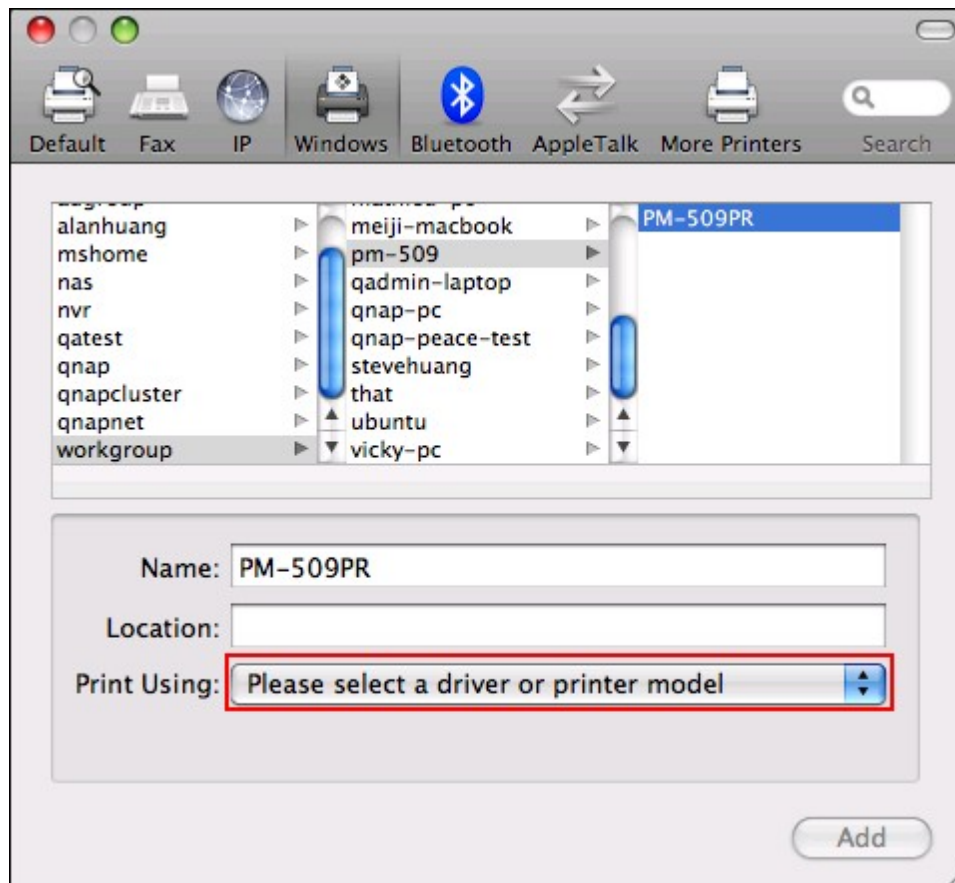 Default Fax IP Windows Bluetooth AppleTalk More Printers Search
alanhuang
mshome
nas
nvr
qatest
qnap
qnapcluster
qnapnet
workgroup
meiji-macbook
pm-509
qadmin-laptop
qnap-pc
qnap-peace-test
stevehuang
that
ubuntu
vicky-pc
PM-509PR
Name: PM-509PR
Location:
Print Using: Please select a driver or printer model
Add